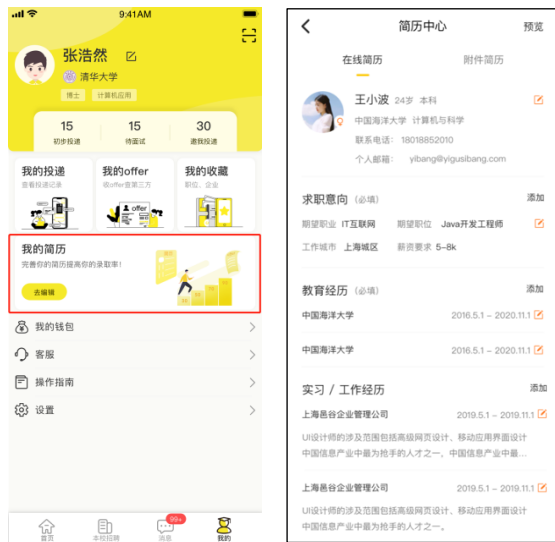 9:41AM
张浩然
清华大学
博士
计算机应用
15
15
30
初步投递
待面试
邀我投递
我的投递
我的offer
我的收藏
查看投递记录
收offer查第三方
职位、企业
offer
我的简历
完善你的简历提高你的录取率!
去编辑
我的钱包
客服
操作指南
设置
99+
首页
本校招聘
消息
我的
简历中心
预览
在线简历
附件简历
王小波 24岁 本科
中国海洋大学 计算机与科学
联系电话: 18018852010
个人邮箱: yibang@yigusibang.com
求职意向 (必填)
添加
期望职业 IT互联网 期望职位 Java开发工程师
工作城市 上海城区 薪资要求 5-8k
教育经历 (必填)
添加
中国海洋大学 2016.5.1 – 2020.11.1
中国海洋大学 2016.5.1 – 2020.11.1
实习 / 工作经历
添加
上海邑谷企业管理公司 2019.5.1 – 2019.11.1
UI设计师的涉及范围包括高级网页设计、移动应用界面设计
中国信息产业中最为抢手的人才之一。中国信息产业中最...
上海邑谷企业管理公司 2019.5.1 – 2019.11.1
UI设计师的涉及范围包括高级网页设计、移动应用界面设计
中国信息产业中最为抢手的人才之一。